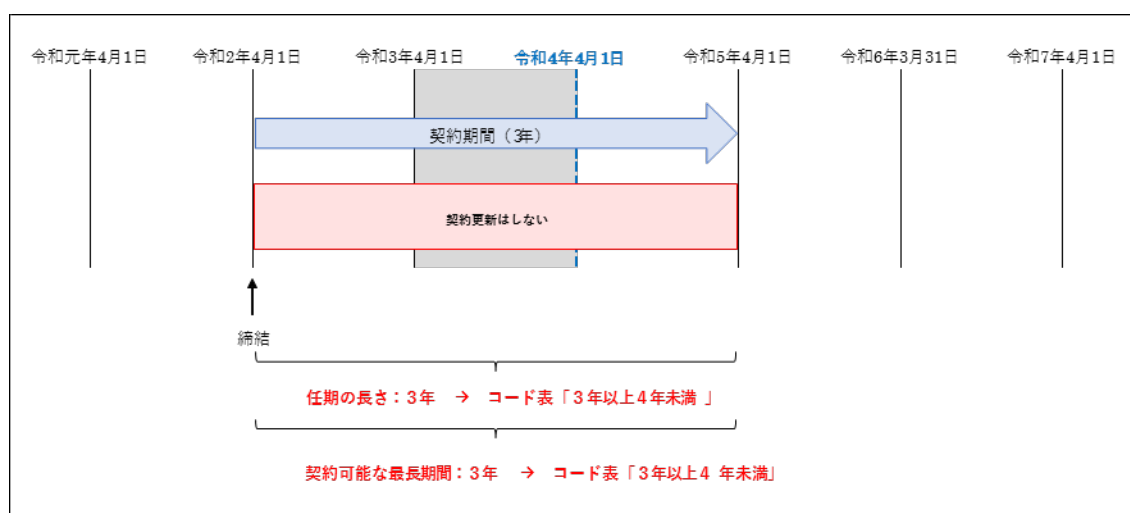 令和元年4月1日 令和2年4月1日 令和3年4月1日 令和4年4月1日 令和5年4月1日 令和6年3月31日 令和7年4月1日
契約期間（3年）
契約更新はしない
締結
任期の長さ：３年 → コード表「３年以上４年未満 」
契約可能な最長期間：３年 → コード表「３年以上４ 年未満」